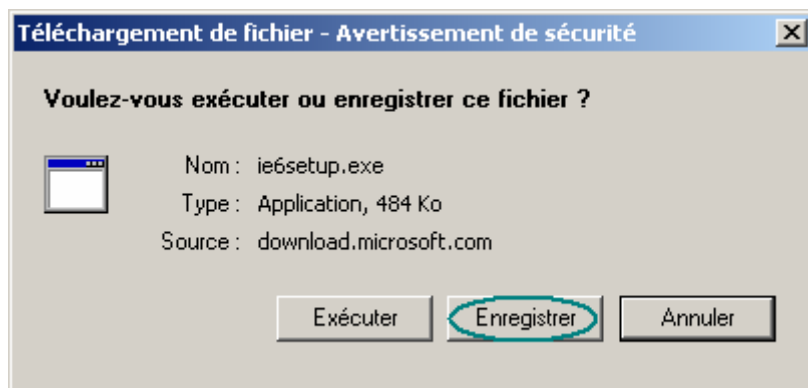 Téléchargement de fichier - Avertissement de sécurité
Voulez-vous exécuter ou enregistrer ce fichier ?
Nom : ie6setup.exe
Type : Application, 484 Ko
Source : download.microsoft.com
Exécuter Enregistrer Annuler